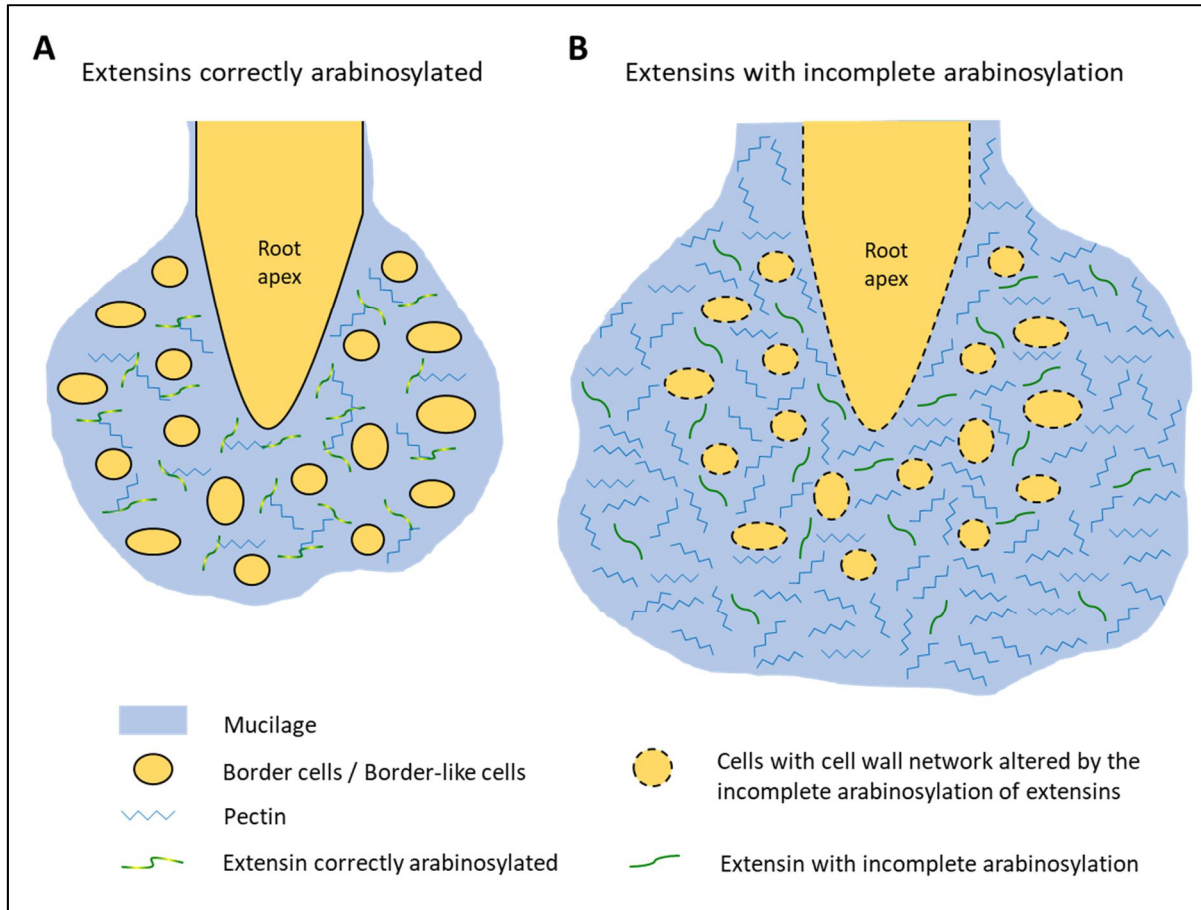 A
Extensins correctly arabinosylated
Root
apex
B
Extensins with incomplete arabinosylation
Root
apex
Mucilage
Border cells / Border-like cells
Pectin
Extensin correctly arabinosylated
Cells with cell wall network altered by the
incomplete arabinosylation of extensins
Extensin with incomplete arabinosylation